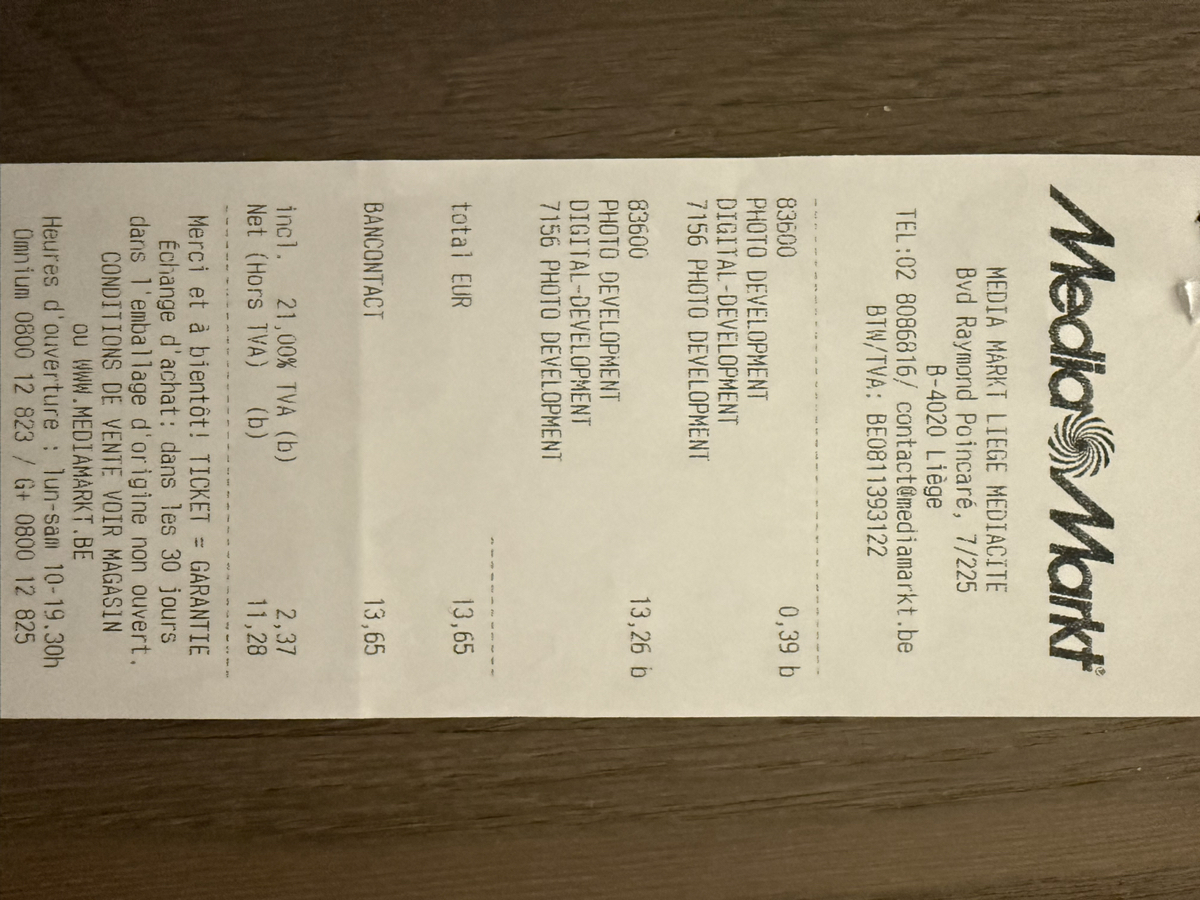 Media Markt®
MEDIA MARKT LIEGE MEDIACITE
Bvd Raymond Poincaré, 7/225
B-4020 Liège
TEL:02 8086816/ contact@mediamarkt.be
BTW/TVA: BE0811393122
83600 0,39 b
PHOTO DEVELOPMENT
DIGITAL-DEVELOPMENT
7156 PHOTO DEVELOPMENT
83600 13,26 b
PHOTO DEVELOPMENT
DIGITAL-DEVELOPMENT
7156 PHOTO DEVELOPMENT
total EUR 13,65
BANCONTACT 13,65
incl. 21,00% TVA (b) 2,37
Net (Hors TVA) (b) 11,28
Merci et à bientôt! TICKET = GARANTIE
Échange d'achat: dans les 30 jours
dans l'emballage d'origine non ouvert.
CONDITIONS DE VENTE VOIR MAGASIN
ou WWW.MEDIAMARKT.BE
Heures d'ouverture : lun-sam 10-19.30h
Omnium 0800 12 823 / G+ 0800 12 825